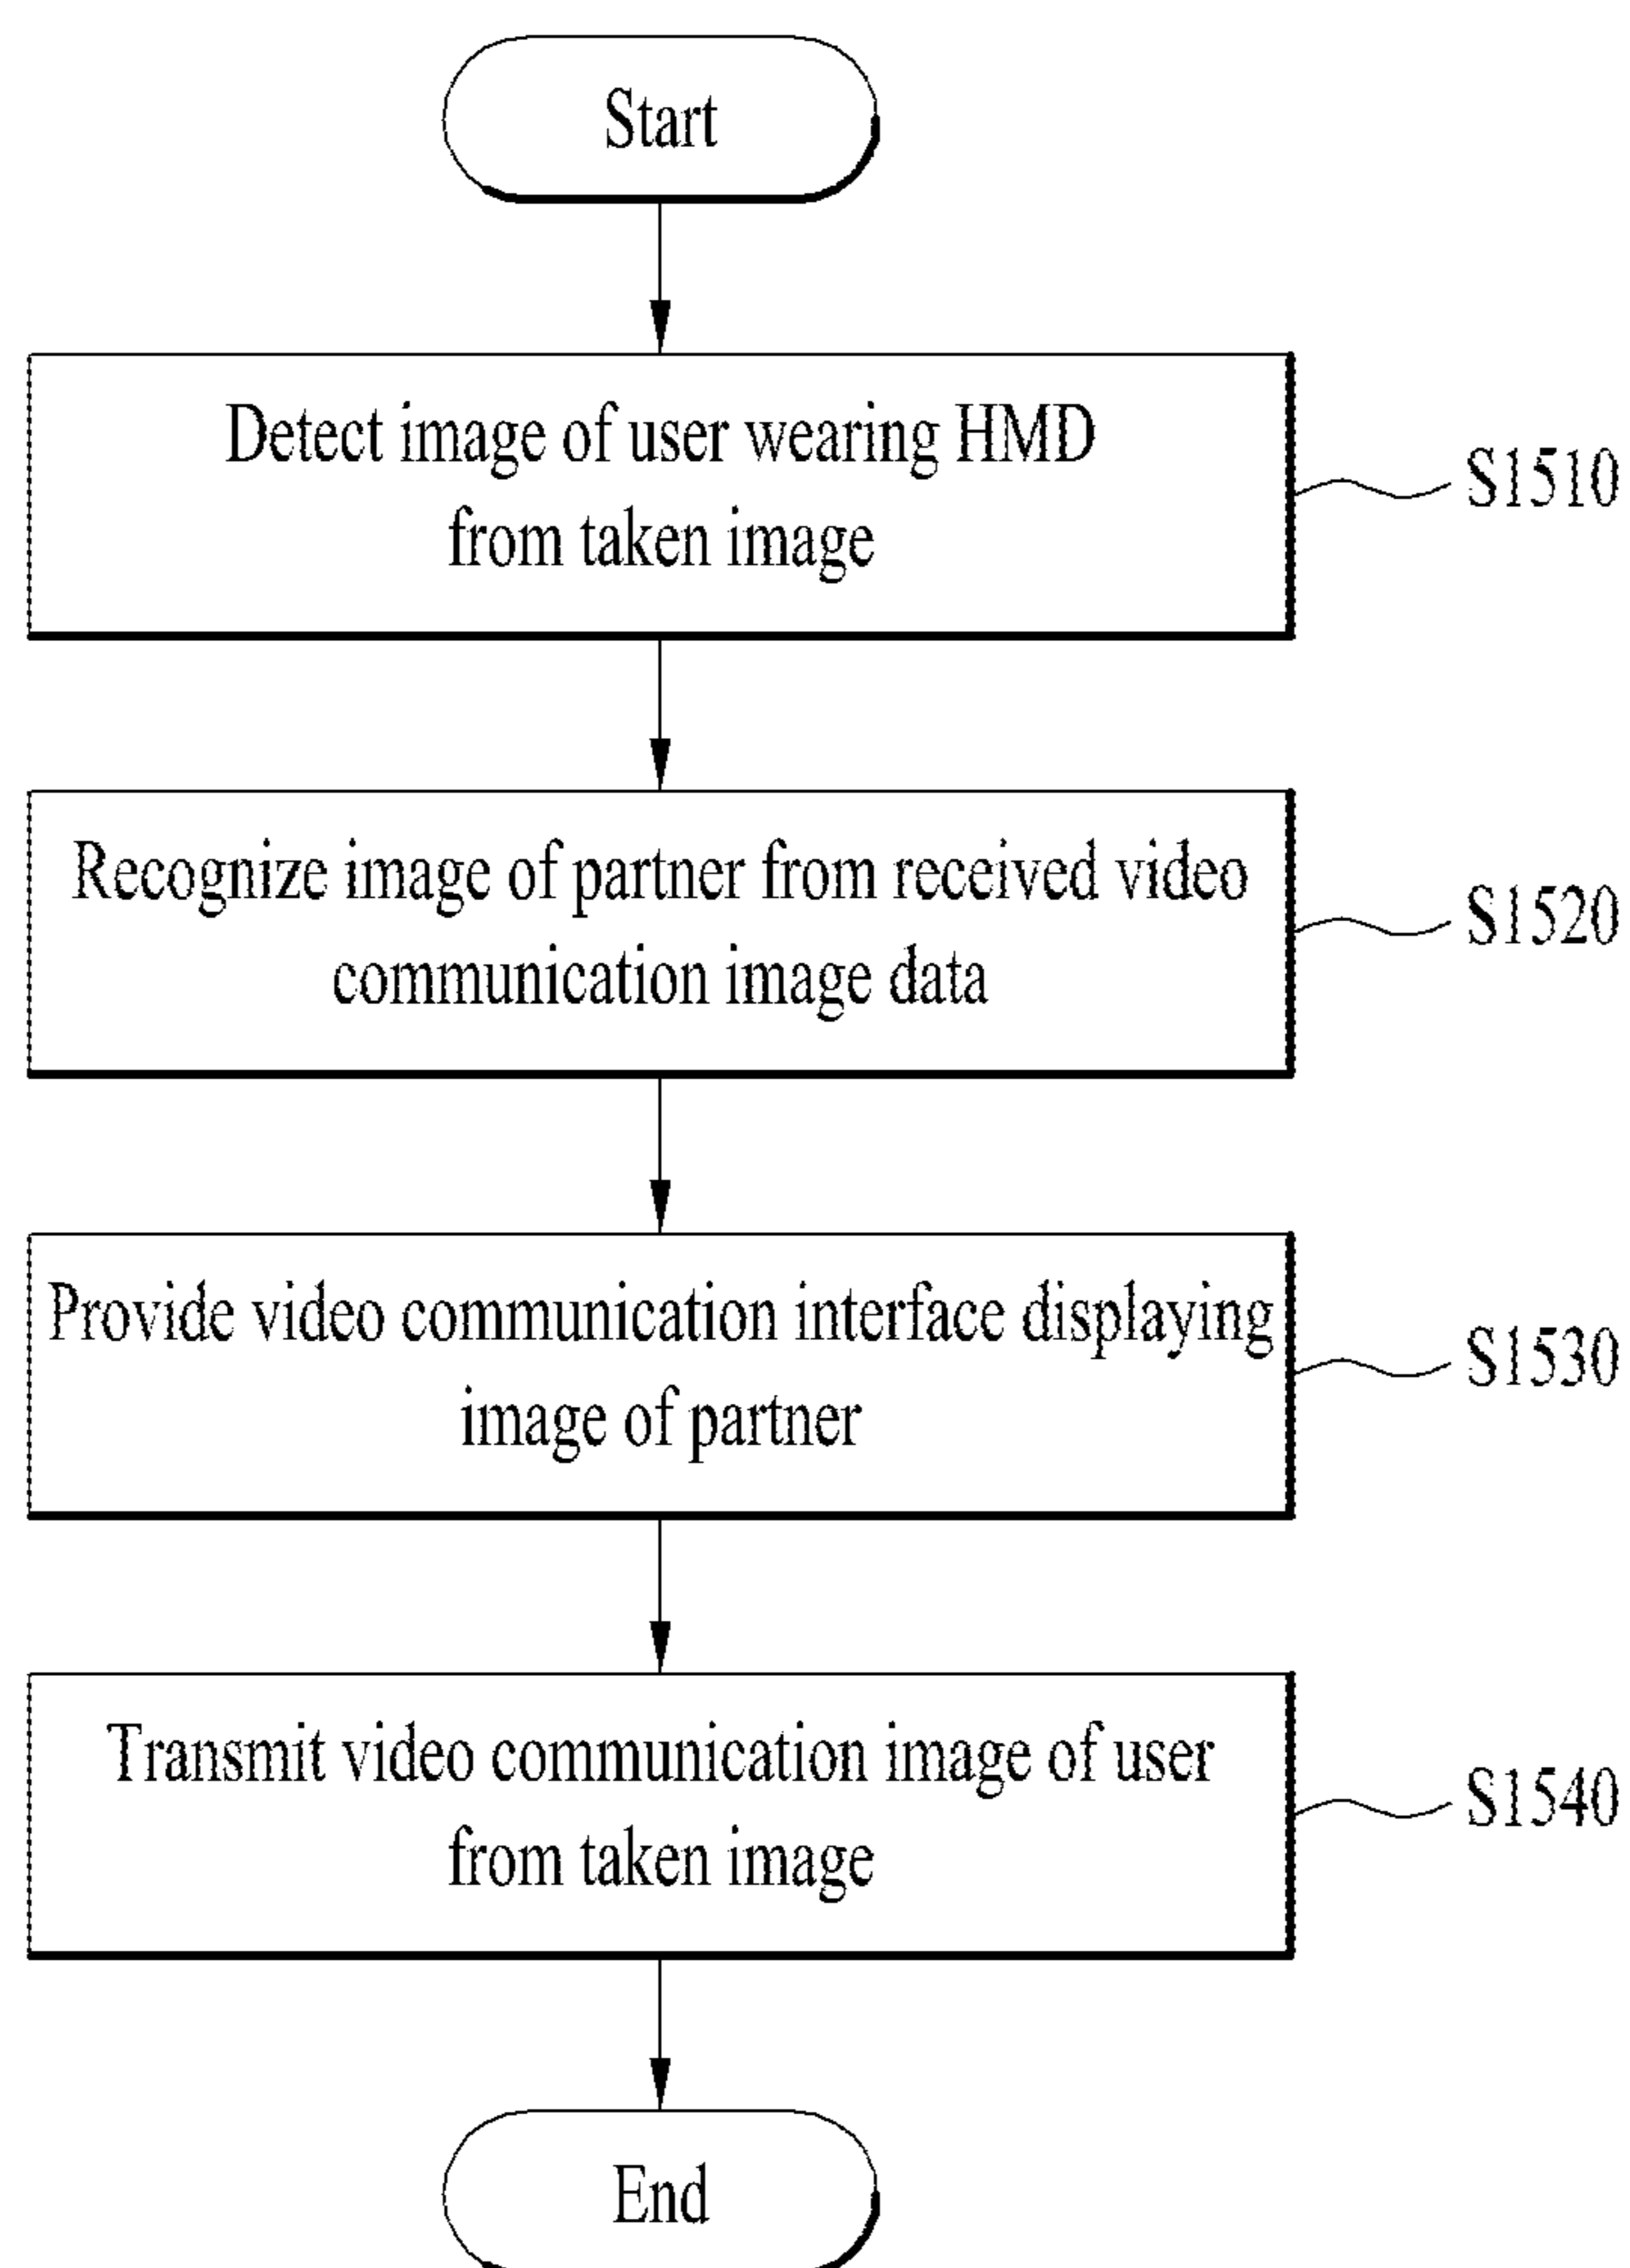 Start
Detect image of user wearing HMD
from taken image
S1510
Recognize image of partner from received video
communication image data
S1520
Provide video communication interface displaying
image of partner
S1530
Transmit video communication image of user
from taken image
S1540
End